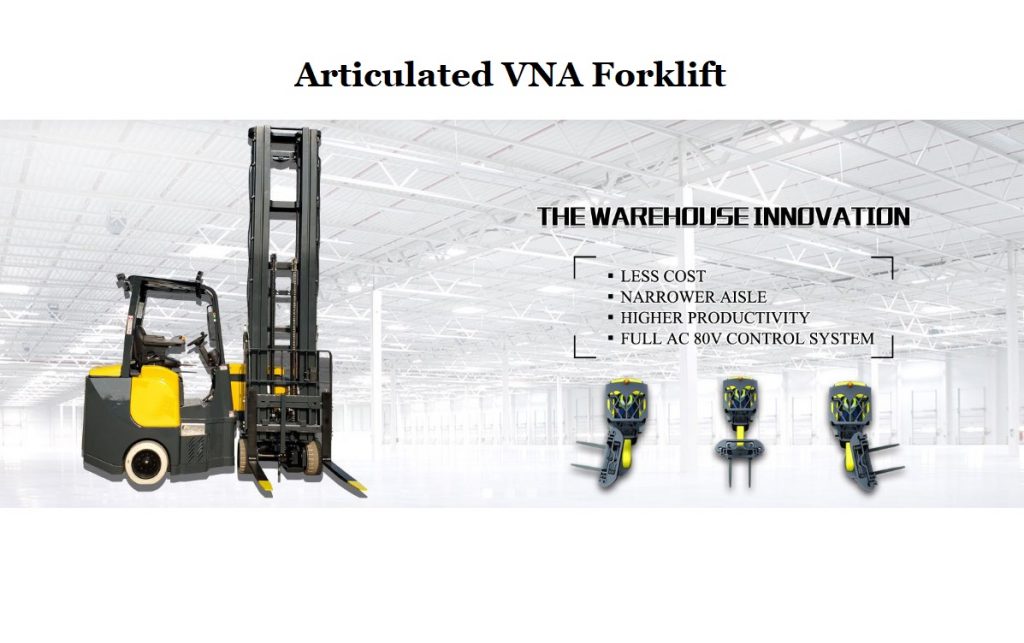 Articulated VNA Forklift
THE WAREHOUSE INNOVATION
▪ LESS COST
▪ NARROWER AISLE
▪ HIGHER PRODUCTIVITY
▪ FULL AC 80V CONTROL SYSTEM